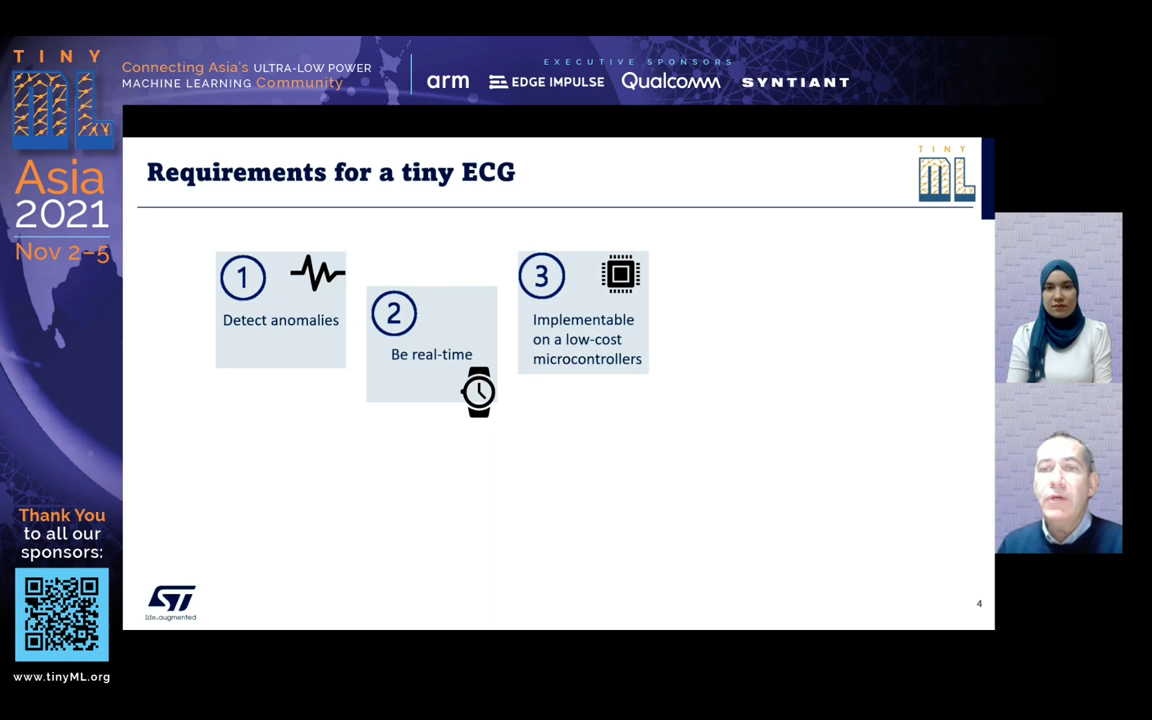 TINY
ML
Asia
2021
Nov 2–5
Connecting Asia's ULTRA-LOW POWER
MACHINE LEARNING Community
EXECUTIVE SPONSORS
arm
EDGE IMPULSE
Qualcomm
SYNTIANT
Requirements for a tiny ECG
TINY
ML
1
Detect anomalies
2
Be real-time
3
Implementable
on a low-cost
microcontrollers
ST
life.augmented
4
Thank You
to all our
sponsors:
www.tinyML.org